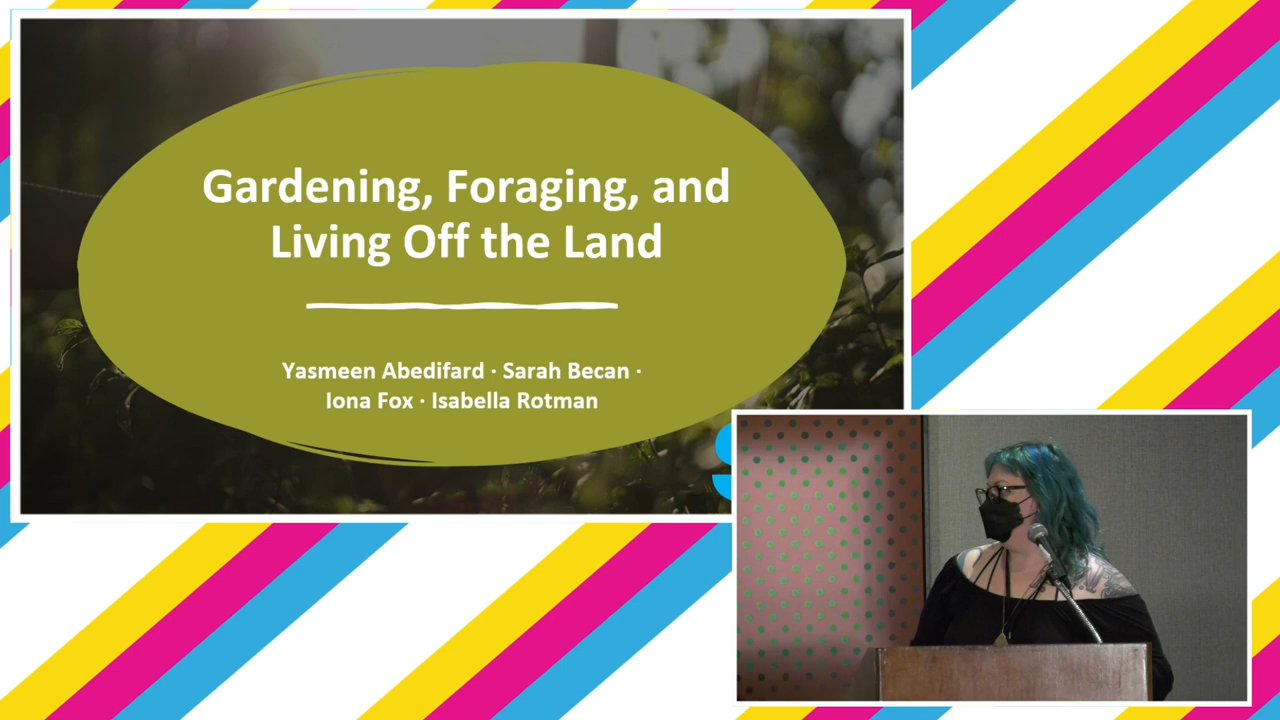 Gardening, Foraging, and
Living Off the Land
Yasmeen Abedifard · Sarah Becan ·
Iona Fox · Isabella Rotman